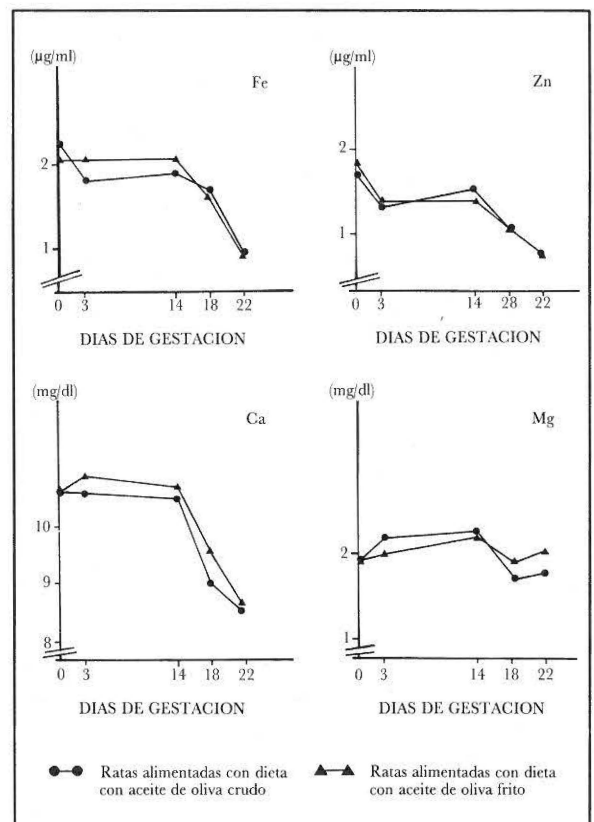 (µg/ml)
Fe
2
1
0 3 14 18 22
DIAS DE GESTACION
(µg/ml)
Zn
2
1
0 3 14 28 22
DIAS DE GESTACION
(mg/dl)
Ca
10
9
8
0 3 14 18 22
DIAS DE GESTACION
(mg/dl)
Mg
2
1
0 3 14 18 22
DIAS DE GESTACION
Ratas alimentadas con dieta
con aceite de oliva crudo
Ratas alimentadas con dieta
con aceite de oliva frito